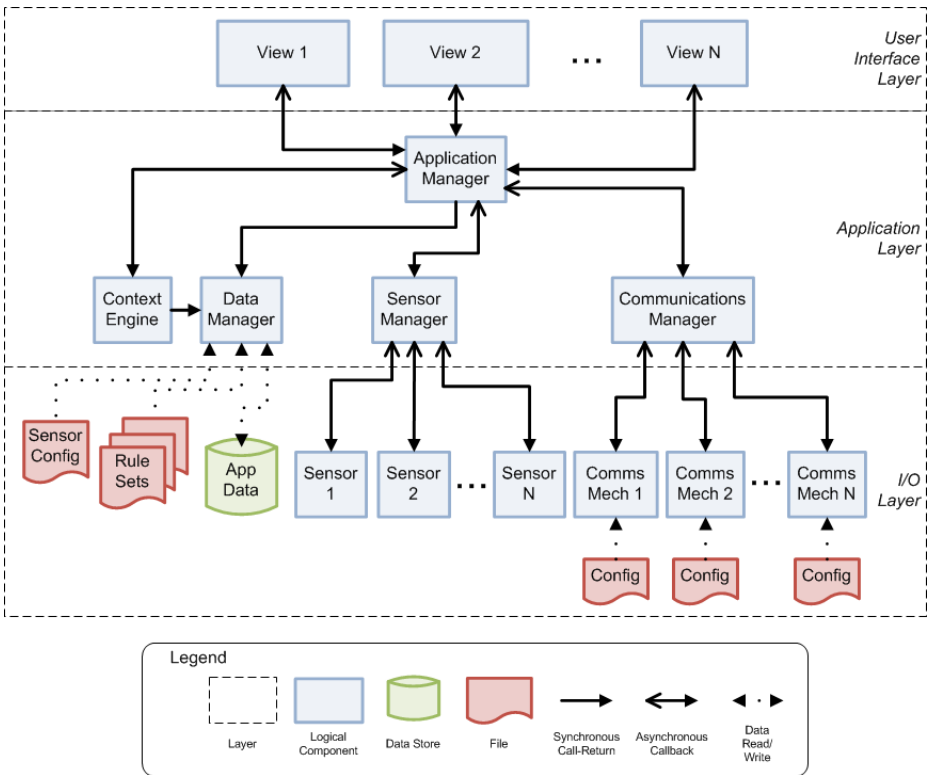 View 1
View 2
...
View N
User
Interface
Layer
Application
Manager
Application
Layer
Context
Engine
Data
Manager
Sensor
Manager
Communications
Manager
Sensor
Config
Rule
Sets
App
Data
Sensor
1
Sensor
2
...
Sensor
N
Comms
Mech 1
Comms
Mech 2
...
Comms
Mech N
I/O
Layer
Config
Config
Config
Legend
Layer
Logical
Component
Data Store
File
Synchronous
Call-Return
Asynchronous
Callback
Data
Read/
Write